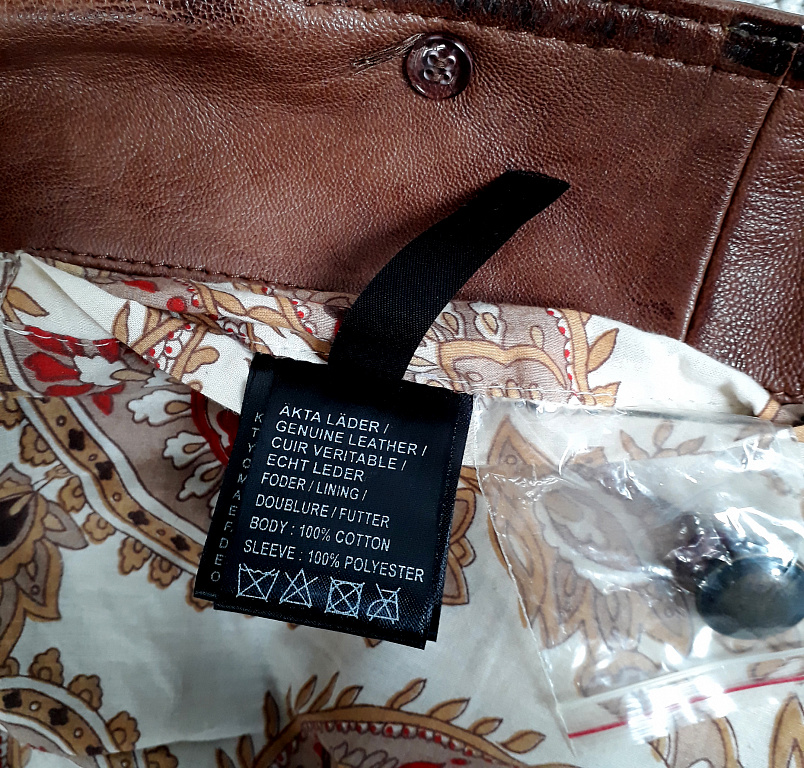 ÄKTA LÄDER /
GENUINE LEATHER /
CUIR VERITABLE /
ECHT LEDER
FODER / LINING /
DOUBLURE / FUTTER
BODY : 100% COTTON
SLEEVE : 100% POLYESTER